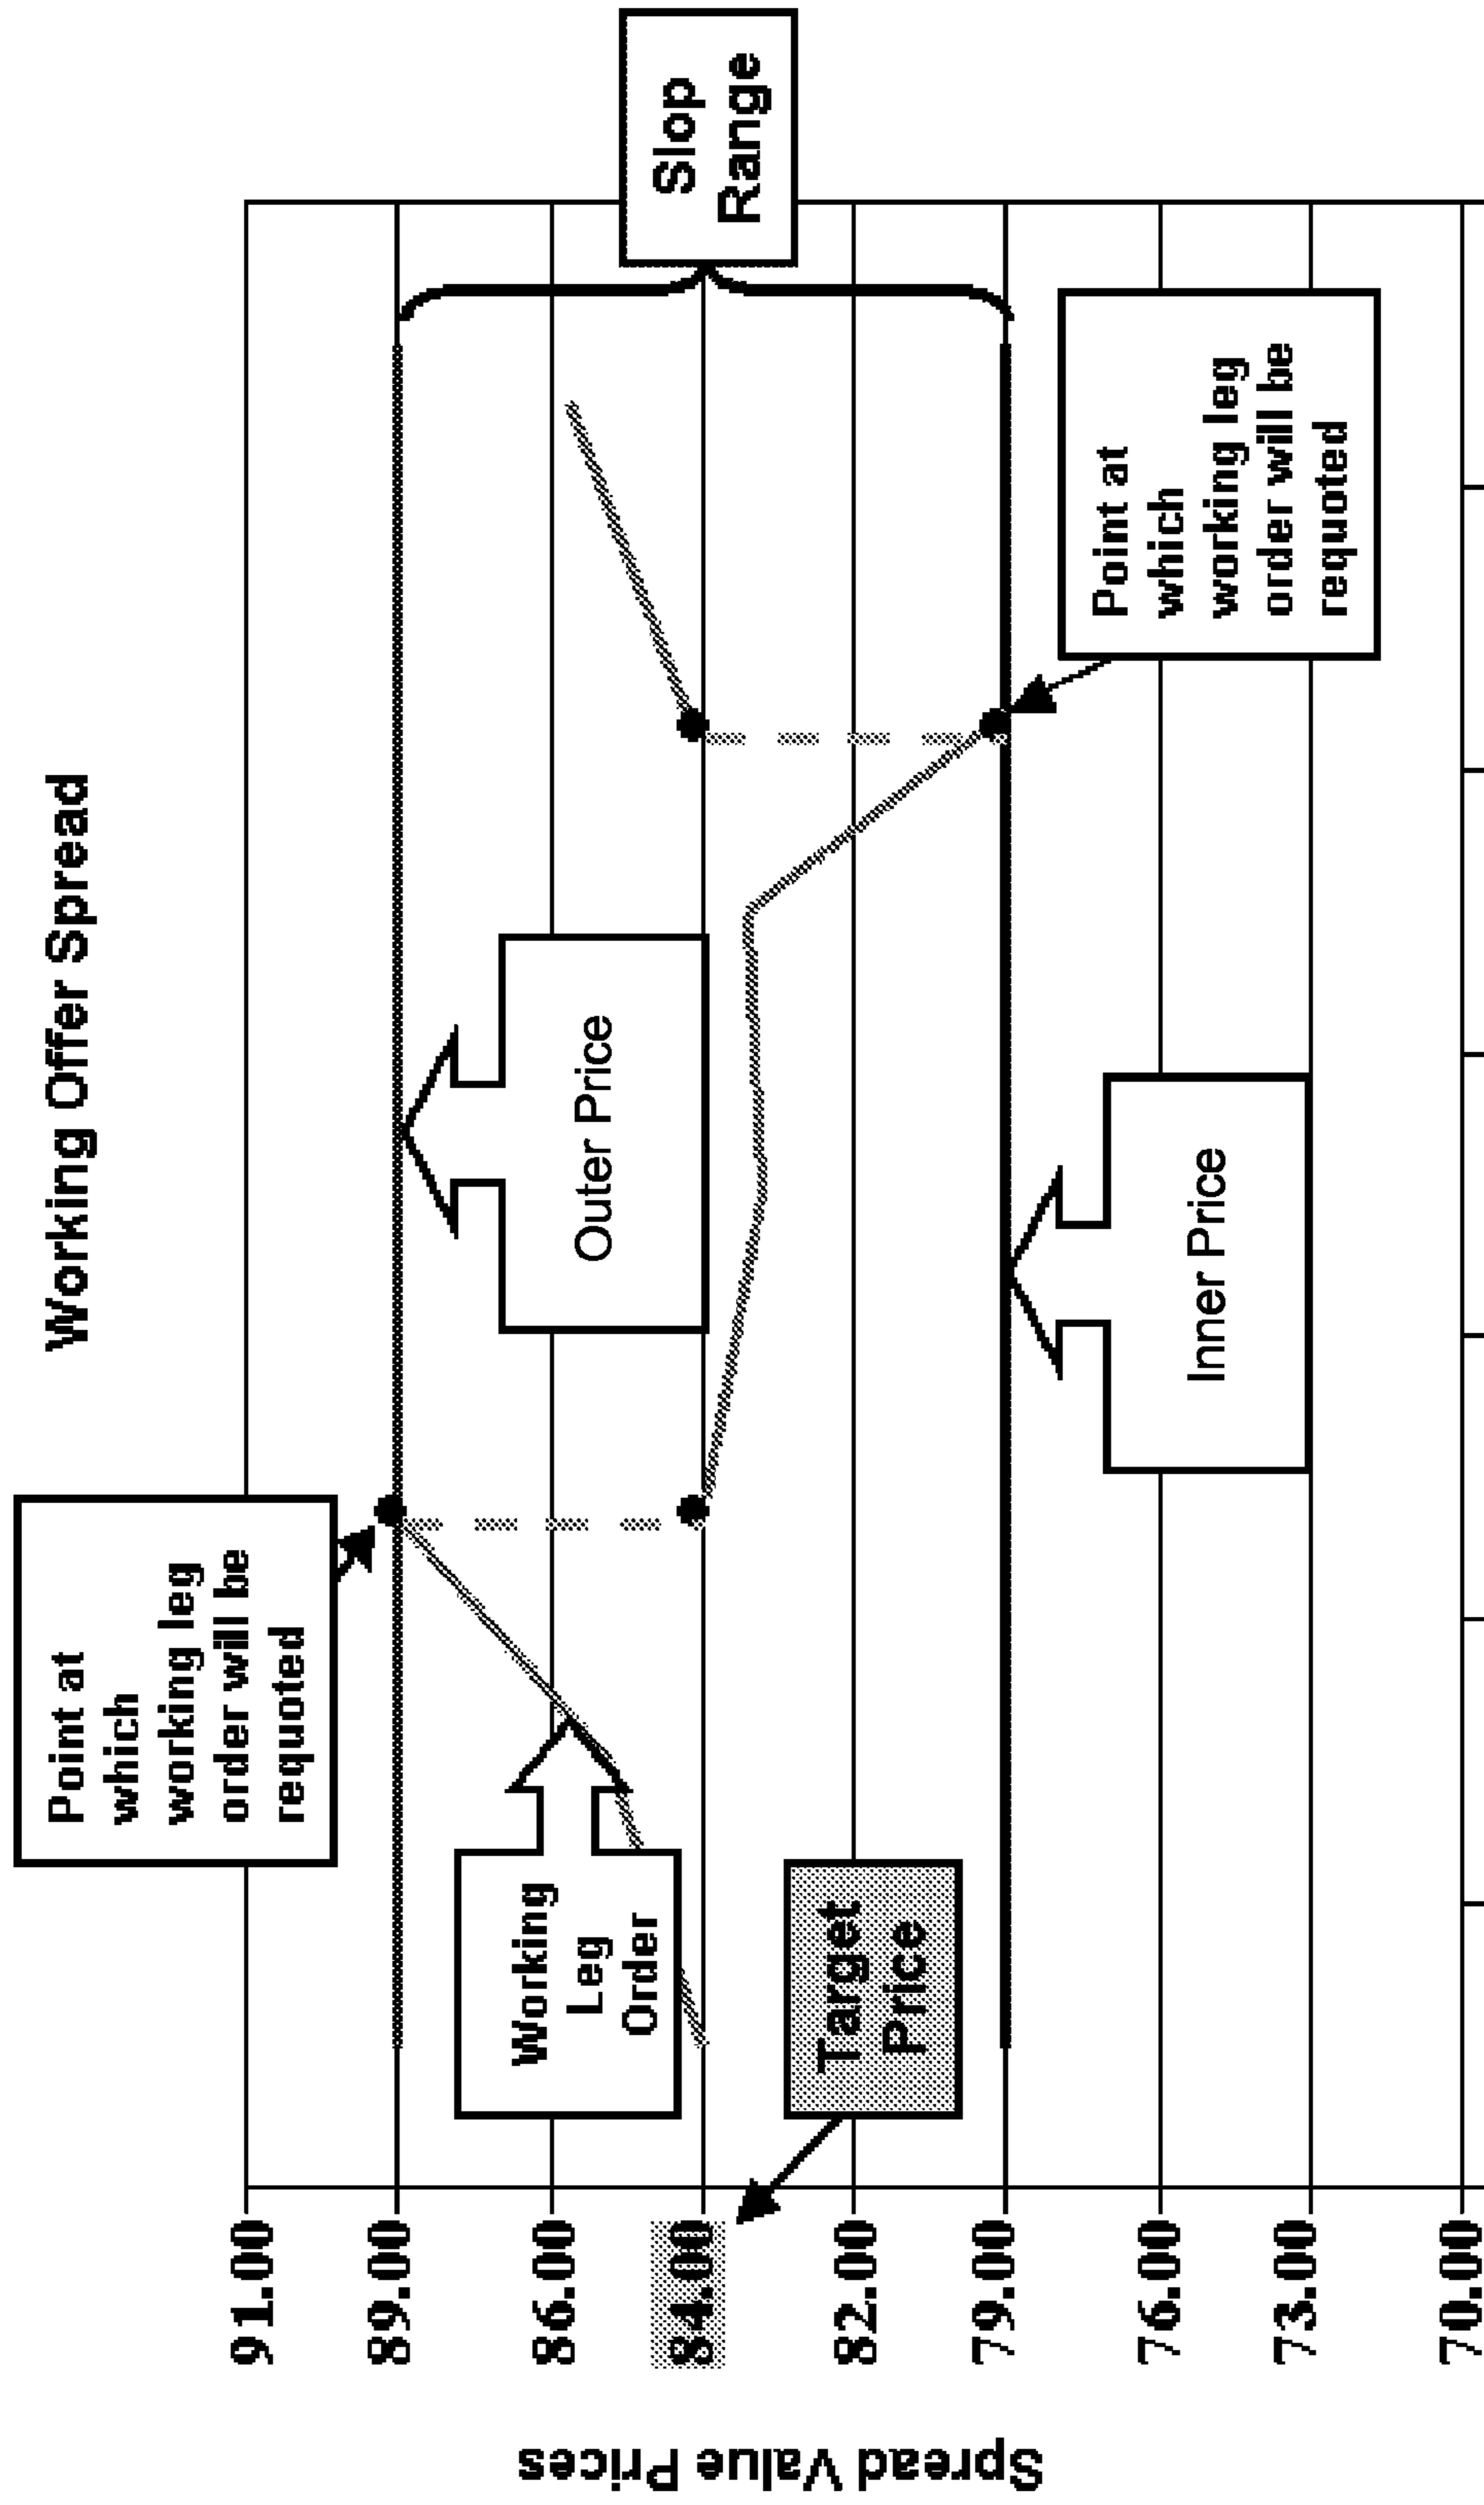 Working Offer Spread
Point at
which
working leg
order will be
requoted
Slop
Range
Outer Price
Working
Leg
Order
Target
Price
Inner Price
Point at
which
working leg
order will be
requoted
91.00
89.00
86.00
84.00
82.00
79.00
76.00
73.00
70.00
Spread Value Prices